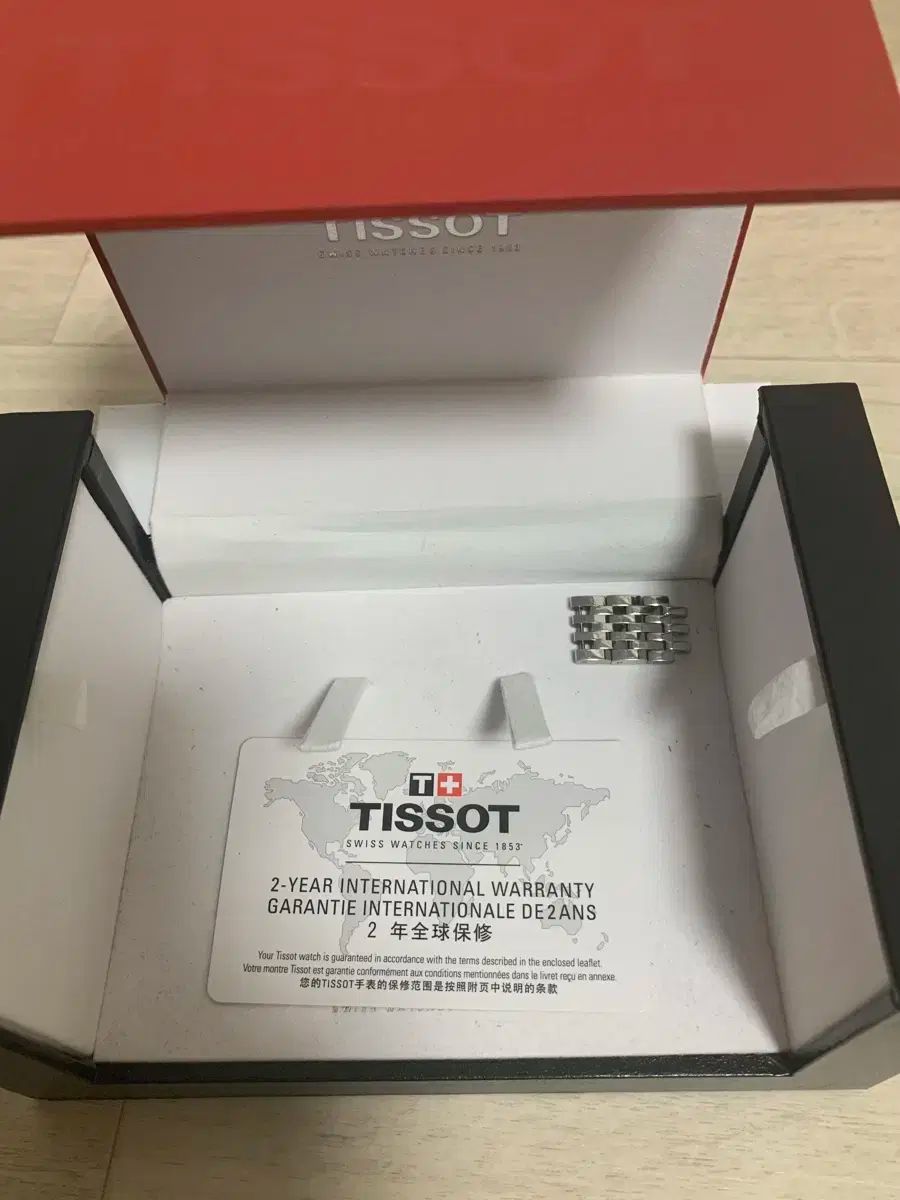 TISSOT
TISSOT
SWISS WATCHES SINCE 1853
T+
TISSOT
SWISS WATCHES SINCE 1853
2-YEAR INTERNATIONAL WARRANTY
GARANTIE INTERNATIONALE DE 2 ANS
2 年全球保修
Your Tissot watch is guaranteed in accordance with the terms described in the enclosed leaflet.
Votre montre Tissot est garantie conformément aux conditions mentionnées dans le livret reçu en annexe.
您的TISSOT手表的保修范围是按照附页中说明的条款